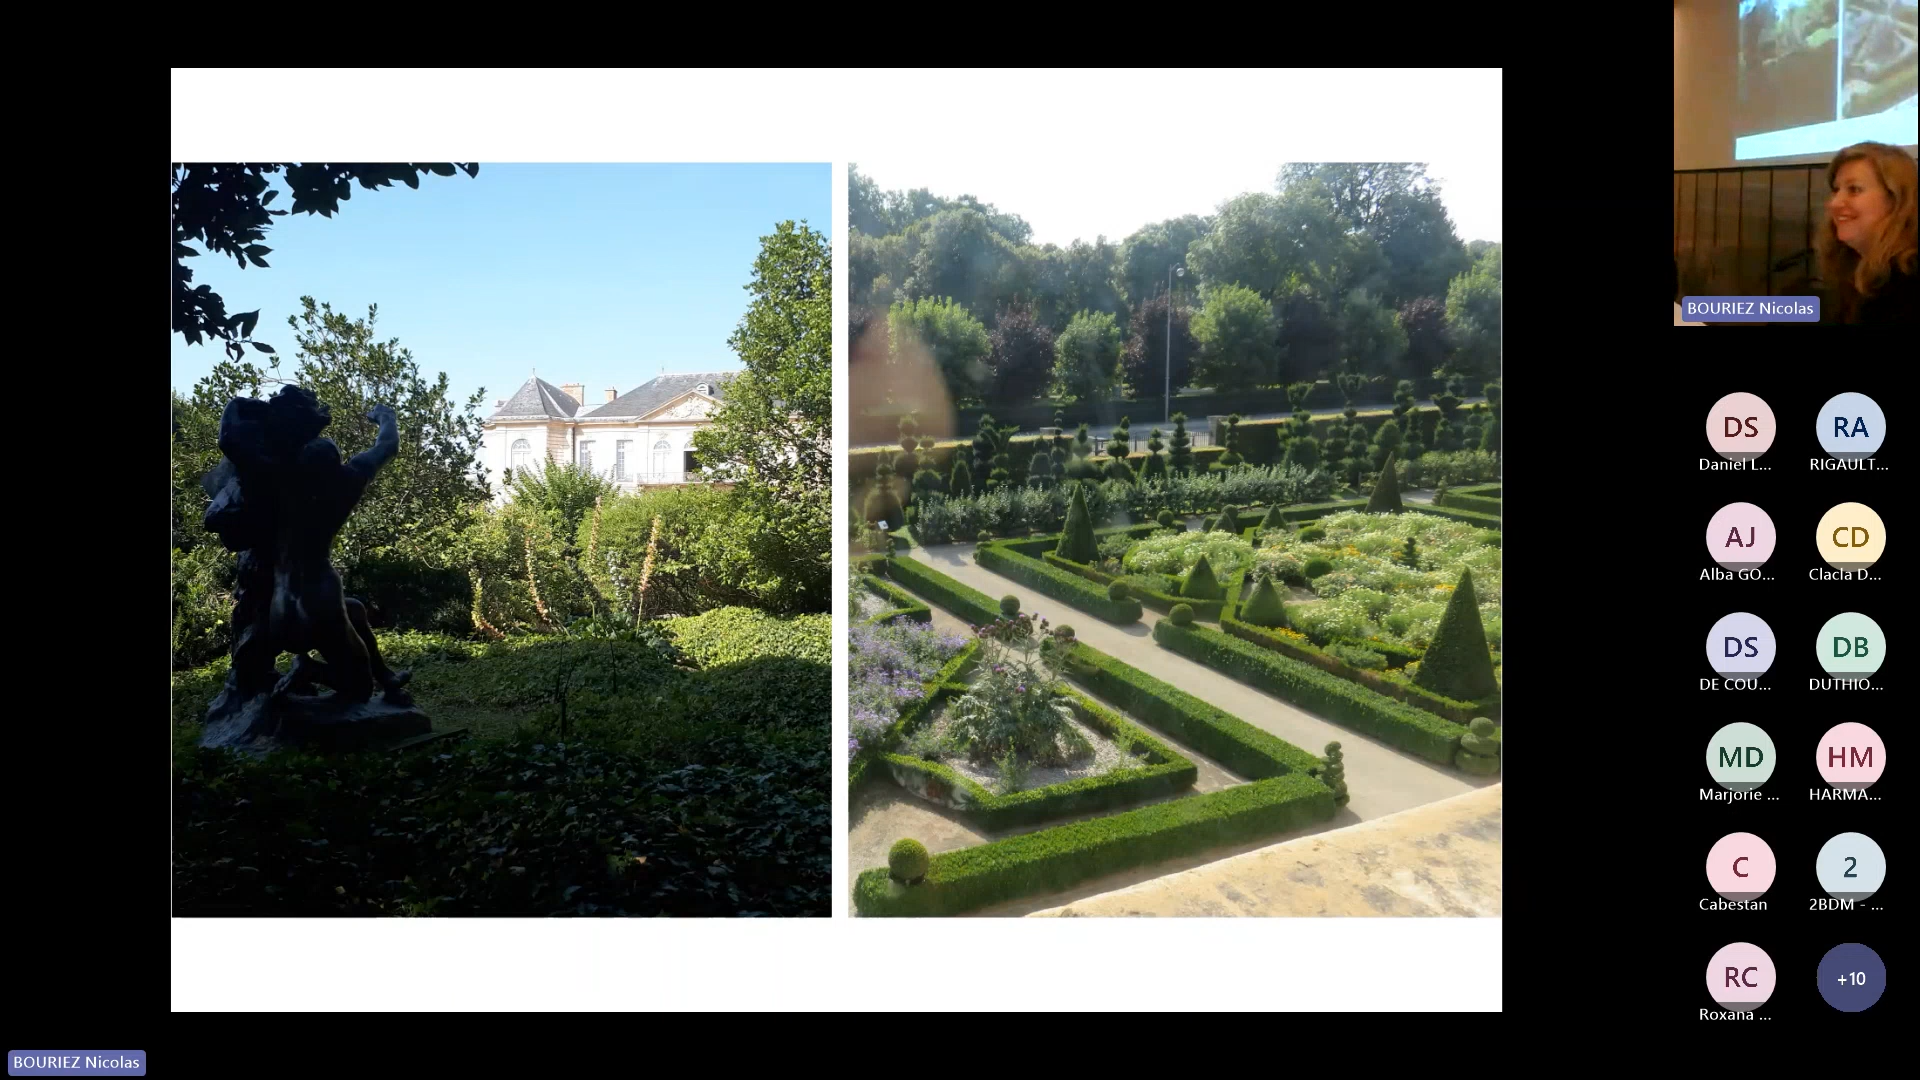 BOURIEZ Nicolas
DS
RA
Daniel L...
RIGAULT...
AJ
CD
Alba GO...
Clacla D...
DS
DB
DE COU...
DUTHIO...
MD
HM
Marjorie ...
HARMA...
C
2
Cabestan
2BDM - ...
RC
+10
Roxana ...
BOURIEZ Nicolas